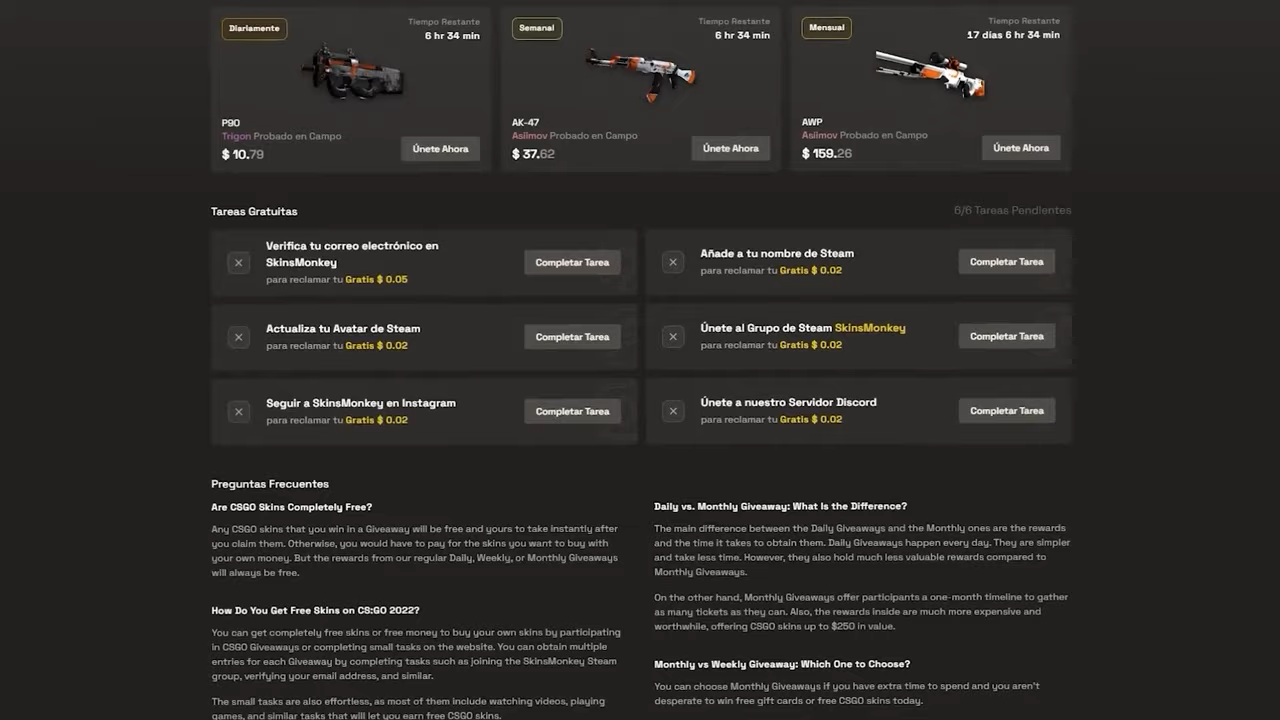 Diariamente
Tiempo Restante
6 hr 34 min
P90
Trigon Probado en Campo
$ 10.79
Únete Ahora
Semanal
Tiempo Restante
6 hr 34 min
AK-47
Asiimov Probado en Campo
$ 37.62
Únete Ahora
Mensual
Tiempo Restante
17 días 6 hr 34 min
AWP
Asiimov Probado en Campo
$ 159.26
Únete Ahora
Tareas Gratuitas
6/6 Tareas Pendientes
Verifica tu correo electrónico en
SkinsMonkey
para reclamar tu Gratis $ 0.05
Completar Tarea
Añade a tu nombre de Steam
para reclamar tu Gratis $ 0.02
Completar Tarea
Actualiza tu Avatar de Steam
para reclamar tu Gratis $ 0.02
Completar Tarea
Únete al Grupo de Steam SkinsMonkey
para reclamar tu Gratis $ 0.02
Completar Tarea
Seguir a SkinsMonkey en Instagram
para reclamar tu Gratis $ 0.02
Completar Tarea
Únete a nuestro Servidor Discord
para reclamar tu Gratis $ 0.02
Completar Tarea
Preguntas Frecuentes
Are CSGO Skins Completely Free?
Any CSGO skins that you win in a Giveaway will be free and yours to take instantly after
you claim them. Otherwise, you would have to pay for the skins you want to buy with
your own money. But the rewards from our regular Daily, Weekly, or Monthly Giveaways
will always be free.
How Do You Get Free Skins on CS:GO 2022?
You can get completely free skins or free money to buy your own skins by participating
in CSGO Giveaways or completing small tasks on the website. You can obtain multiple
entries for each Giveaway by completing tasks such as joining the SkinsMonkey Steam
group, verifying your email address, and similar.
The small tasks are also effortless, as most of them include watching videos, playing
games, and similar tasks that will let you earn free CSGO skins.
Daily vs. Monthly Giveaway: What Is the Difference?
The main difference between the Daily Giveaways and the Monthly ones are the rewards
and the time it takes to obtain them. Daily Giveaways happen every day. They are simpler
and take less time. However, they also hold much less valuable rewards compared to
Monthly Giveaways.
On the other hand, Monthly Giveaways offer participants a one-month timeline to gather
as many tickets as they can. Also, the rewards inside are much more expensive and
worthwhile, offering CSGO skins up to $250 in value.
Monthly vs Weekly Giveaway: Which One to Choose?
You can choose Monthly Giveaways if you have extra time to spend and you aren't
desperate to win free gift cards or free CSGO skins today.